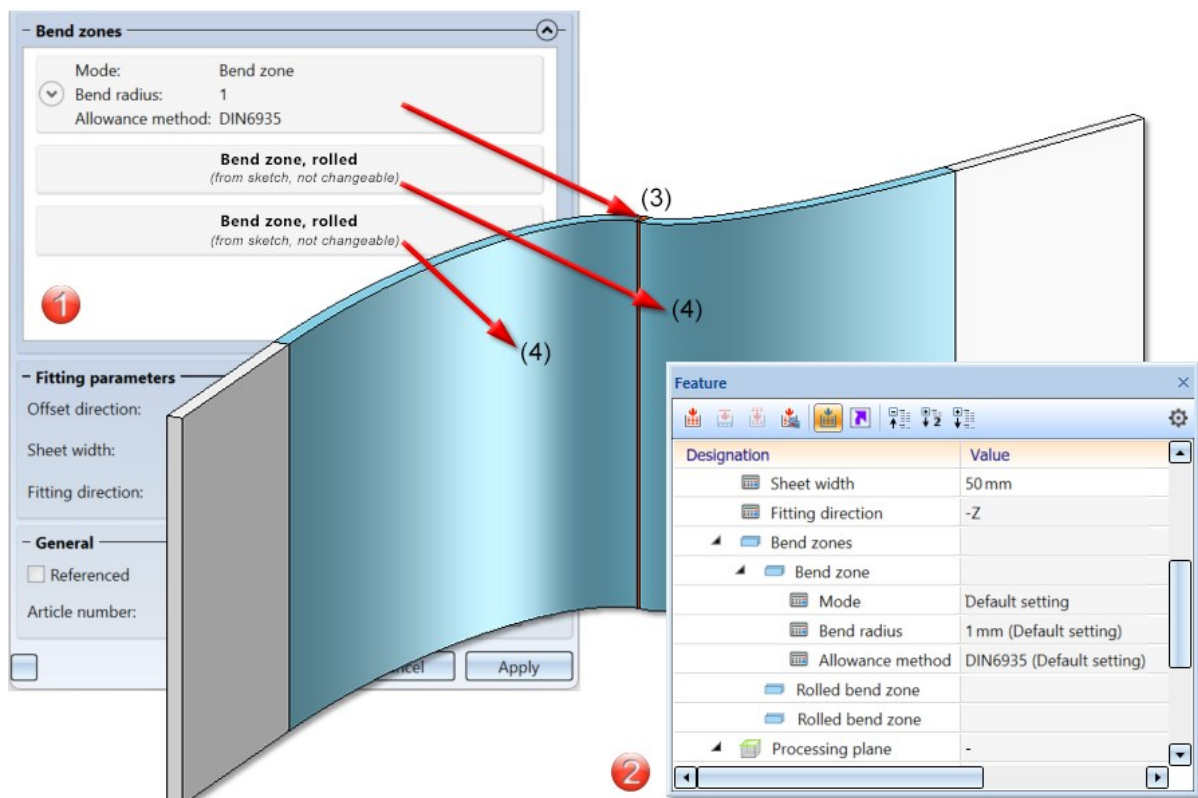 Bend zones
Mode: Bend zone
Bend radius: 1
Allowance method: DIN6935
Bend zone, rolled
(from sketch, not changeable)
Bend zone, rolled
(from sketch, not changeable)
1
(3)
(4)
(4)
Fitting parameters
Offset direction:
Sheet width:
Fitting direction:
General
Referenced
Article number:
Apply
Feature
2
Designation Value
Sheet width 50 mm
Fitting direction -Z
Bend zones
Bend zone
Mode Default setting
Bend radius 1 mm (Default setting)
Allowance method DIN6935 (Default setting)
Rolled bend zone
Rolled bend zone
Processing plane -
2